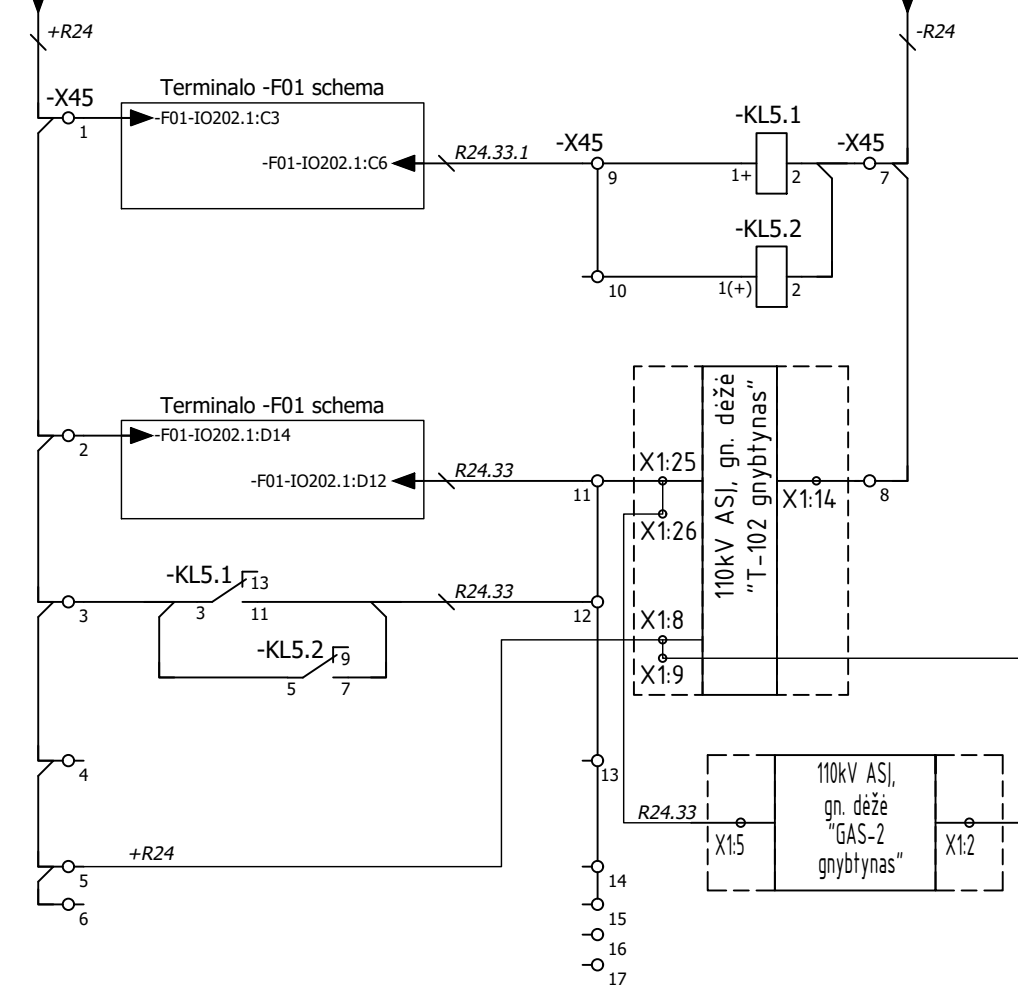 +R24
-R24
Terminalo -F01 schema
-X45
1
-F01-IO202.1:C3
-F01-IO202.1:C6
R24.33.1
-X45
9
-KL5.1
1+
2
-X45
7
-KL5.2
1(+)
2
10
Terminalo -F01 schema
2
-F01-IO202.1:D14
-F01-IO202.1:D12
R24.33
11
X1:25
X1:26
110kV ASĮ, gn. dėžė
"T-102 gnybtynas"
X1:14
8
-KL5.1
13
3
3
11
R24.33
12
-KL5.2
9
5
7
X1:8
X1:9
4
13
110kV ASĮ,
gn. dėžė
"GAS-2
gnybtynas"
R24.33
X1:5
X1:2
+R24
5
14
6
15
16
17